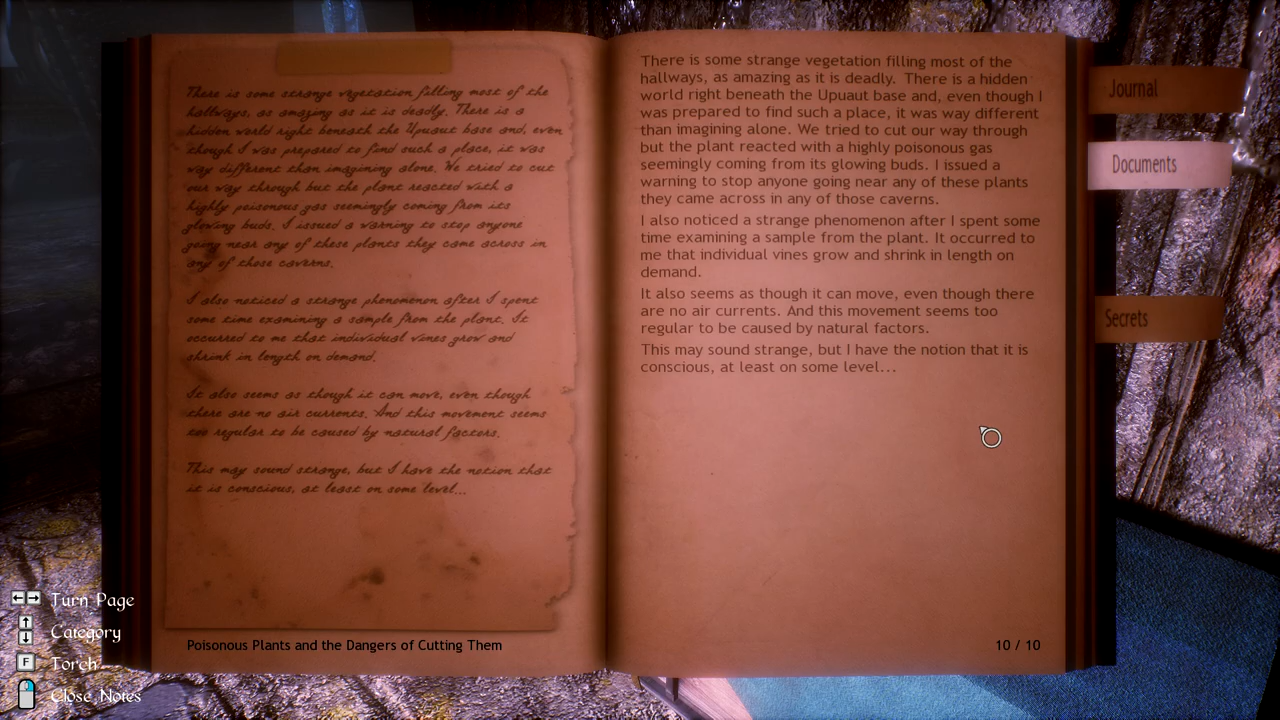 There is some strange vegetation filling most of the
hallways, as amazing as it is deadly. There is a
hidden world right beneath the Upuaut base and, even
though I was prepared to find such a place, it was
way different than imagining alone. We tried to cut
our way through but the plant reacted with a
highly poisonous gas seemingly coming from its
glowing buds. I issued a warning to stop anyone
going near any of these plants they came across in
any of those caverns.
I also noticed a strange phenomenon after I spent
some time examining a sample from the plant. It
occurred to me that individual vines grow and
shrink in length on demand.
It also seems as though it can move, even though
there are no air currents. And this movement seems
too regular to be caused by natural factors.
This may sound strange, but I have the notion that
it is conscious, at least on some level...
Poisonous Plants and the Dangers of Cutting Them
There is some strange vegetation filling most of the
hallways, as amazing as it is deadly. There is a hidden
world right beneath the Upuaut base and, even though I
was prepared to find such a place, it was way different
than imagining alone. We tried to cut our way through
but the plant reacted with a highly poisonous gas
seemingly coming from its glowing buds. I issued a
warning to stop anyone going near any of these plants
they came across in any of those caverns.
I also noticed a strange phenomenon after I spent some
time examining a sample from the plant. It occurred to
me that individual vines grow and shrink in length on
demand.
It also seems as though it can move, even though there
are no air currents. And this movement seems too
regular to be caused by natural factors.
This may sound strange, but I have the notion that it is
conscious, at least on some level...
10 / 10
Journal
Documents
Secrets
Turn Page
Category
F Torch
Close Notes